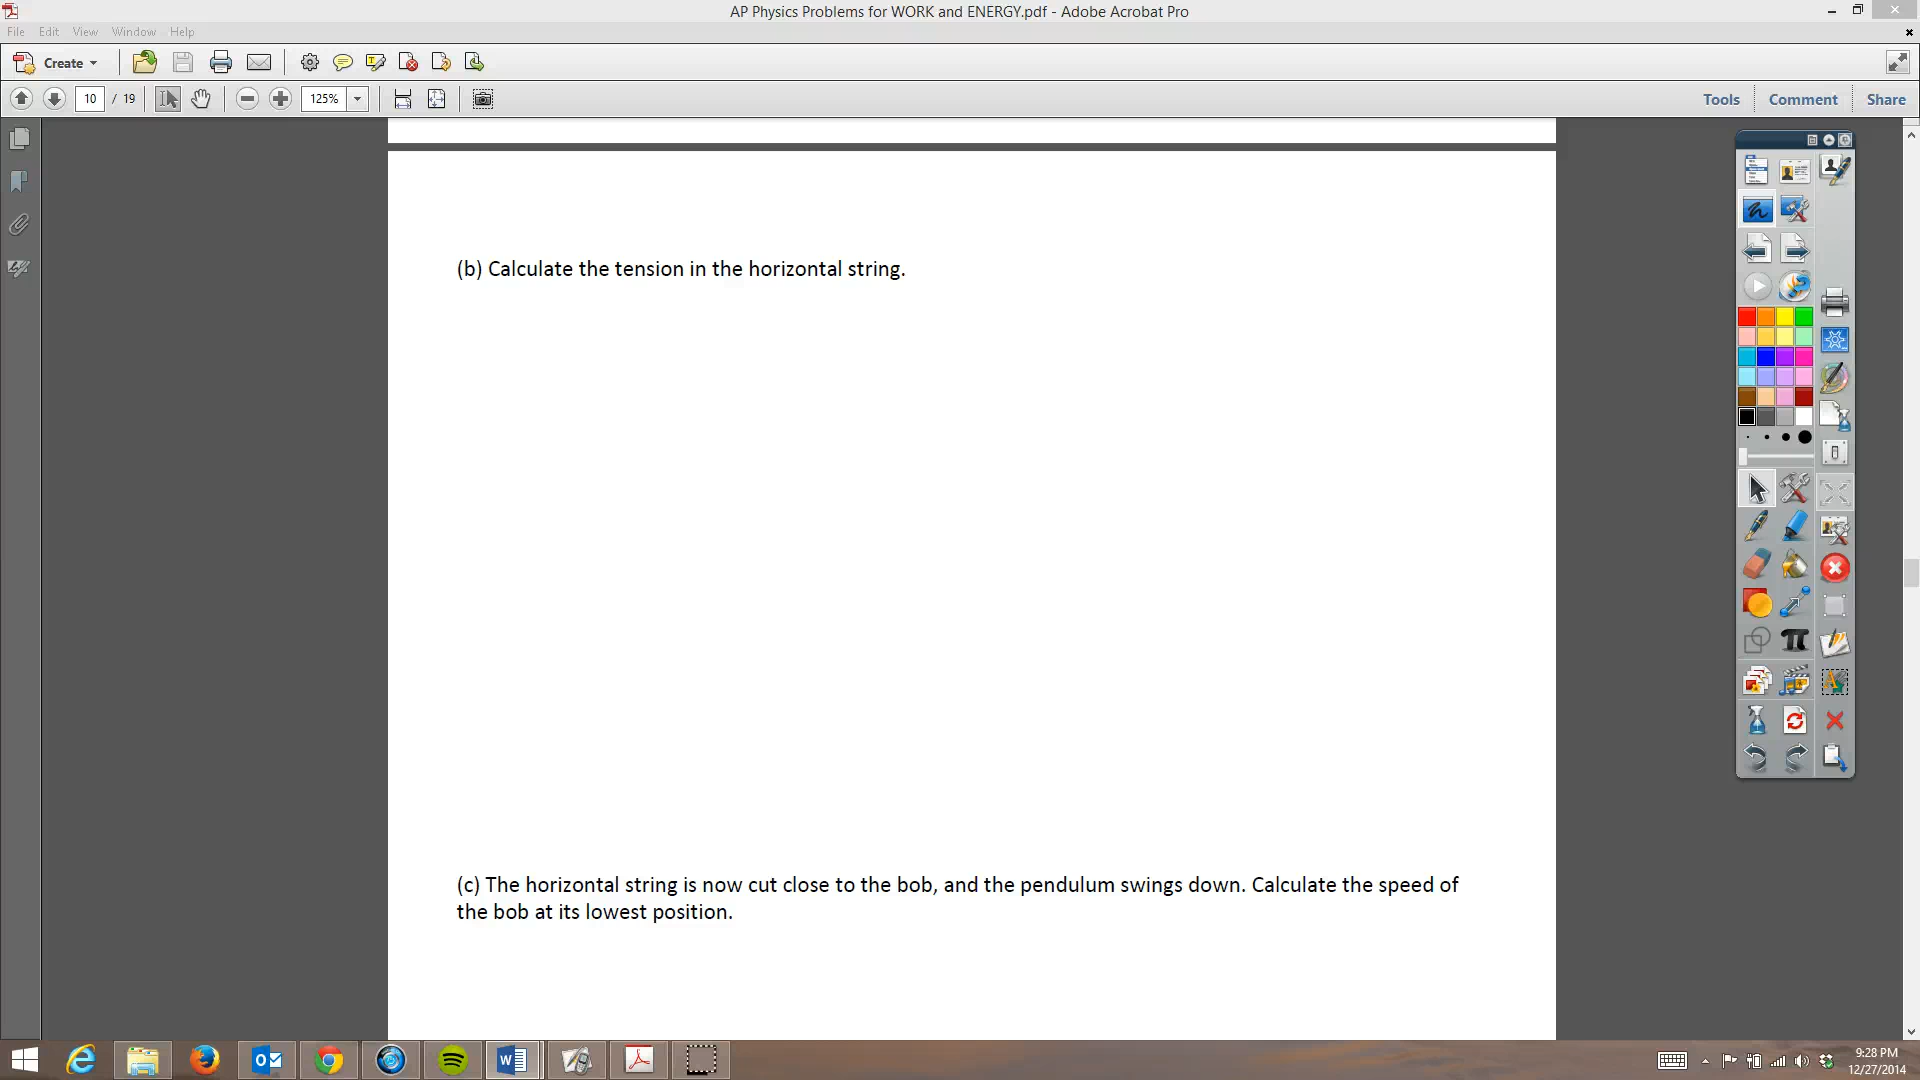 AP Physics Problems for WORK and ENERGY.pdf - Adobe Acrobat Pro
File Edit View Window Help
Create
10 / 19 125% Tools Comment Share
(b) Calculate the tension in the horizontal string.
(c) The horizontal string is now cut close to the bob, and the pendulum swings down. Calculate the speed of
the bob at its lowest position.
9:28 PM
12/27/2014